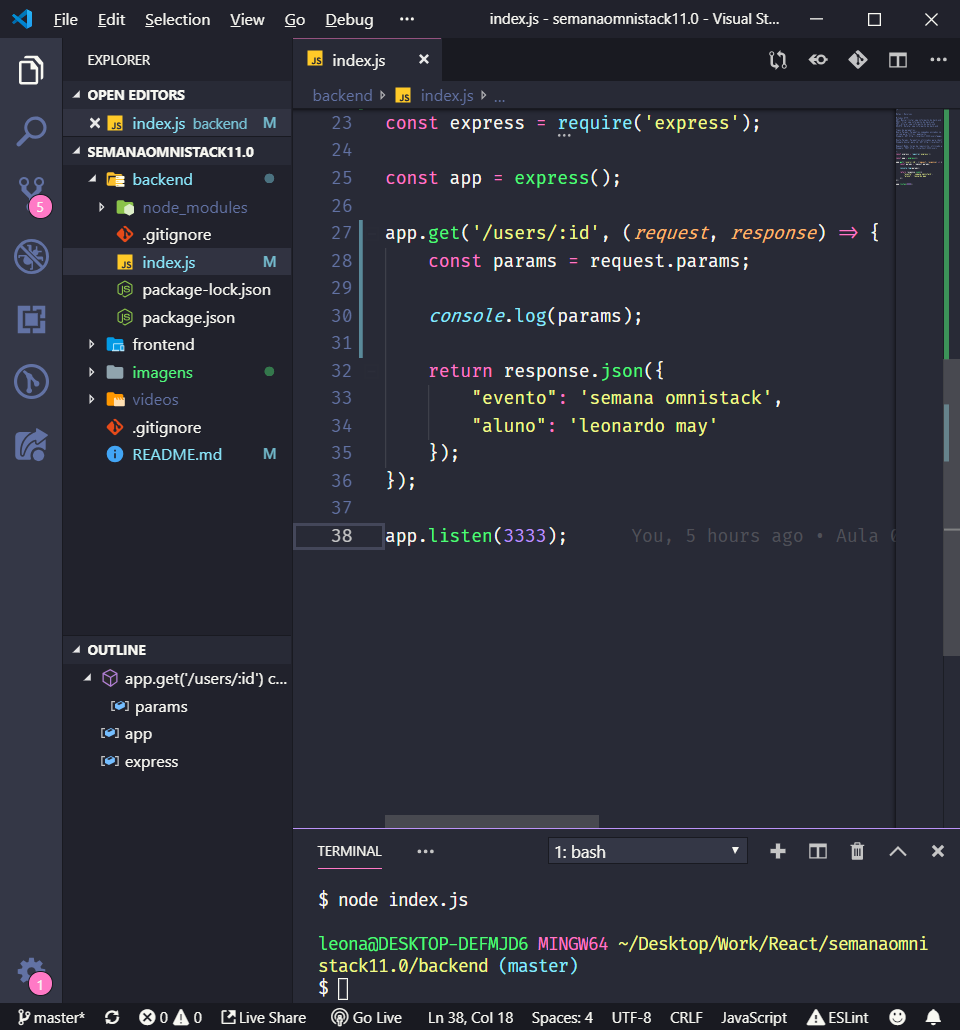 File Edit Selection View Go Debug ··· index.js - semanaomnistack11.0 - Visual St...
EXPLORER
OPEN EDITORS
index.js backend M
SEMANAOMNISTACK11.0
backend
node_modules
.gitignore
index.js M
package-lock.json
package.json
frontend
imagens
videos
.gitignore
README.md M
OUTLINE
app.get('/users/:id') c...
params
app
express
5
1
JS index.js
backend JS index.js ...
23 const express = require('express');
24
25 const app = express();
26
27 app.get('/users/:id', (request, response) => {
28 const params = request.params;
29
30 console.log(params);
31
32 return response.json({
33 "evento": 'semana omnistack',
34 "aluno": 'leonardo may'
35 });
36 });
37
38 app.listen(3333); You, 5 hours ago • Aula
TERMINAL ··· 1: bash
$ node index.js
leona@DESKTOP-DEFMJD6 MINGW64 ~/Desktop/Work/React/semanaomni
stack11.0/backend (master)
$
master* 0 0 Live Share Go Live Ln 38, Col 18 Spaces: 4 UTF-8 CRLF JavaScript ESLint